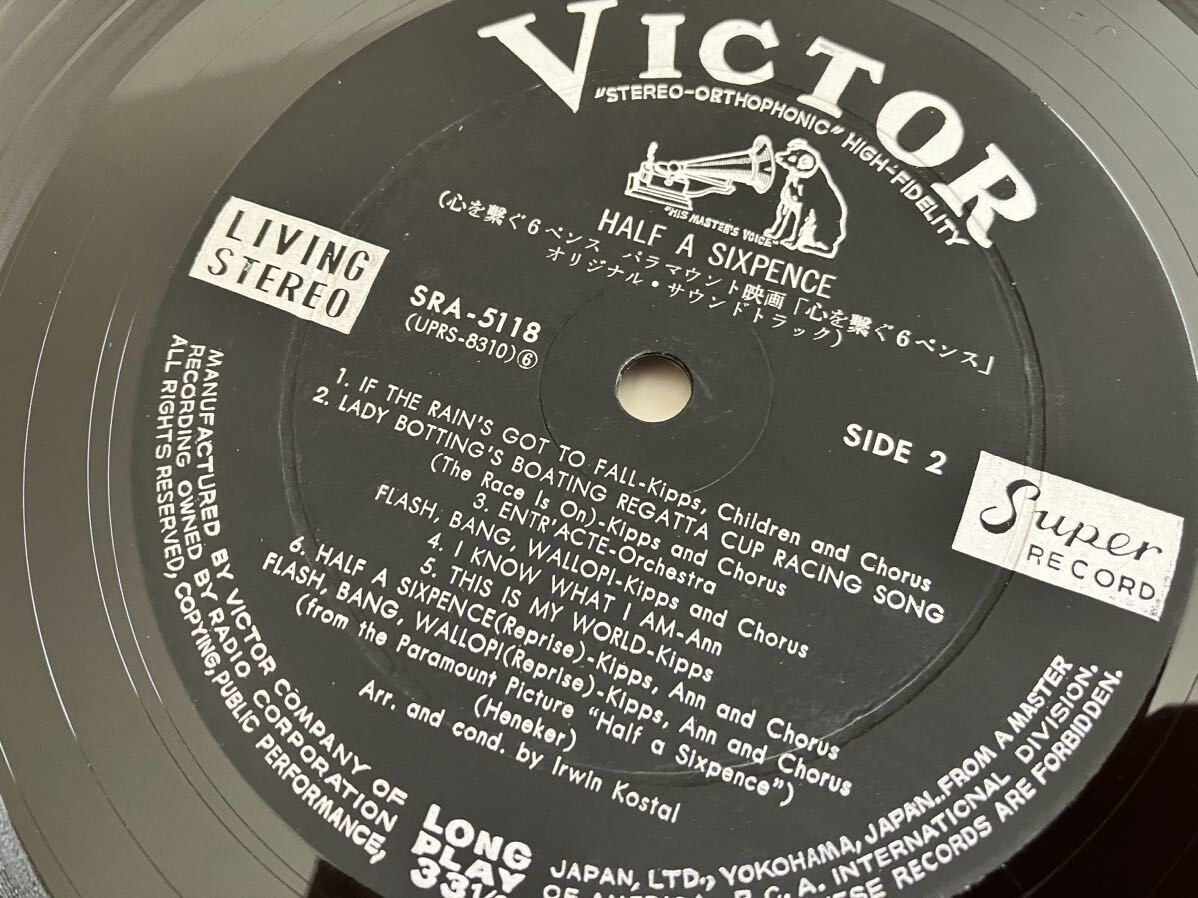 VICTOR
"STEREO-ORTHOPHONIC" HIGH-FIDELITY
"HIS MASTER'S VOICE"
HALF A SIXPENCE
(心を繋ぐ6ペンス パラマウント映画「心を繋ぐ6ペンス」
オリジナル・サウンドトラック)
LIVING
STEREO
SRA-5118
(UPRS-8310)⑥
SIDE 2
Super
RECORD
1. IF THE RAIN'S GOT TO FALL-Kipps, Children and Chorus
2. LADY BOTTING'S BOATING REGATTA CUP RACING SONG
(The Race Is On)-Kipps and Chorus
3. ENTR'ACTE-Orchestra
FLASH, BANG, WALLOP!-Kipps and Chorus
4. I KNOW WHAT I AM-Ann
5. THIS IS MY WORLD-Kipps
6. HALF A SIXPENCE(Reprise)-Kipps, Ann and Chorus
FLASH, BANG, WALLOP!(Reprise)-Kipps, Ann and Chorus
(from the Paramount Picture "Half a Sixpence")
(Heneker)
Arr. and cond. by Irwin Kostal
LONG
PLAY
33 1/
MANUFACTURED BY VICTOR COMPANY OF JAPAN, LTD., YOKOHAMA, JAPAN..FROM A MASTER
RECORDING OWNED BY RADIO CORPORATION OF AMERICA, R.C.A. INTERNATIONAL DIVISION.
ALL RIGHTS RESERVED, COPYING, PUBLIC PERFORMANCE, THESE RECORDS ARE FORBIDDEN.